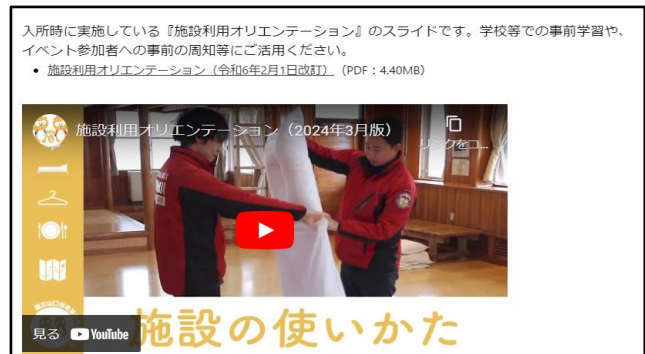 入所時に実施している『施設利用オリエンテーション』のスライドです。学校等での事前学習や、
イベント参加者への事前の周知等にご活用ください。
• 施設利用オリエンテーション（令和6年2月1日改訂）（PDF：4.40MB）
施設利用オリエンテーション（2024年3月版）
リンクをコ...
施設の使いかた
見る YouTube